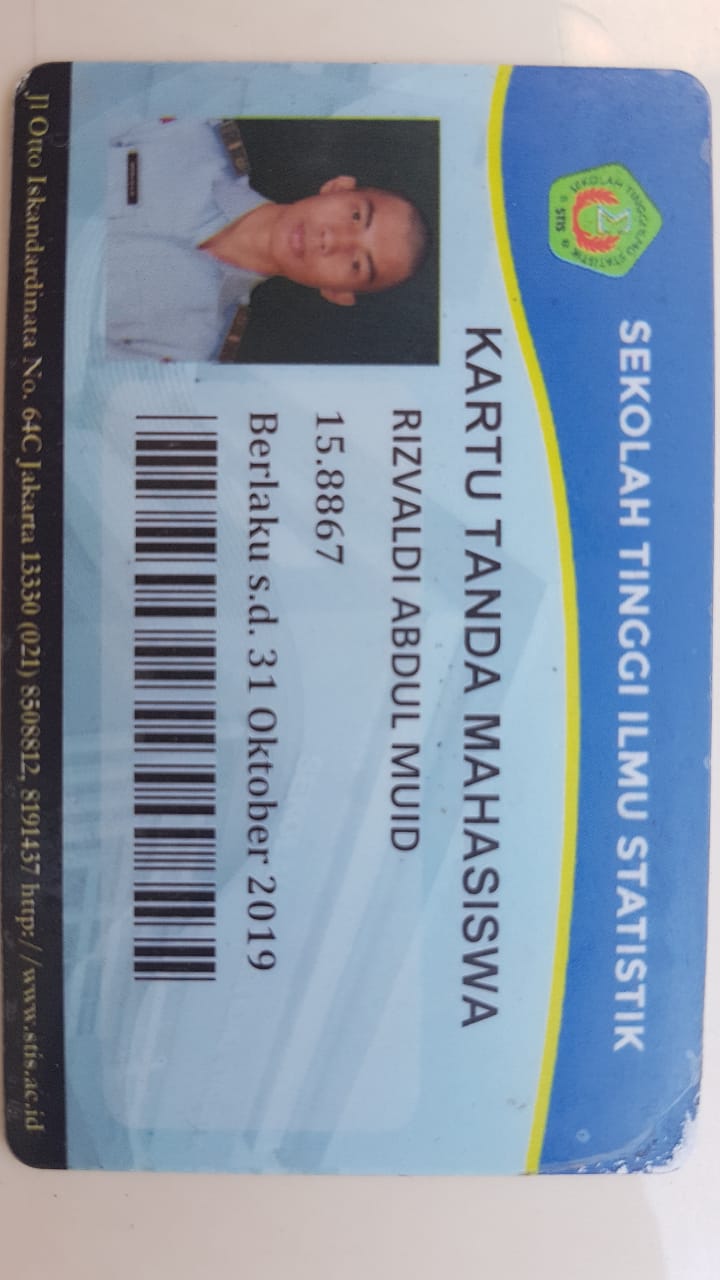 SEKOLAH TINGGI ILMU STATISTIK
SEKOLAH TINGGI ILMU STATISTIK
STIS
KARTU TANDA MAHASISWA
RIZVALDI ABDUL MUID
15.8867
Berlaku s.d. 31 Oktober 2019
Jl Otto Iskandardinata No. 64C Jakarta 13330 (021) 8508812, 8191437 http://www.stis.ac.id